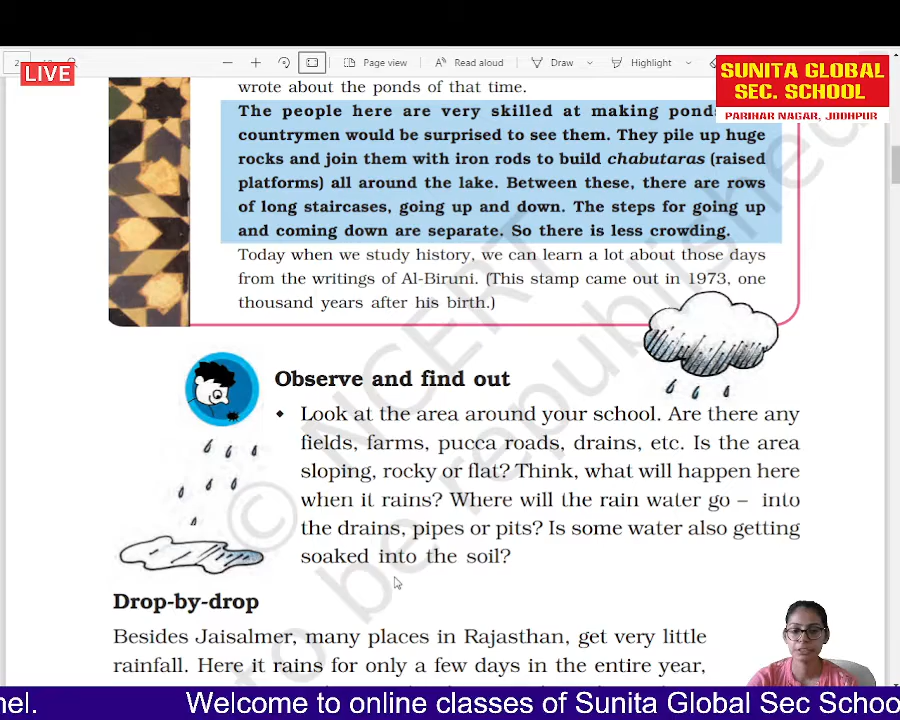 2
Page view
Read aloud
Draw
Highlight
LIVE
SUNITA GLOBAL
SEC. SCHOOL
PARIHAR NAGAR, JODHPUR
wrote about the ponds of that time.
The people here are very skilled at making ponds
countrymen would be surprised to see them. They pile up huge
rocks and join them with iron rods to build chabutaras (raised
platforms) all around the lake. Between these, there are rows
of long staircases, going up and down. The steps for going up
and coming down are separate. So there is less crowding.
Today when we study history, we can learn a lot about those days
from the writings of Al-Biruni. (This stamp came out in 1973, one
thousand years after his birth.)
Observe and find out
Look at the area around your school. Are there any
fields, farms, pucca roads, drains, etc. Is the area
sloping, rocky or flat? Think, what will happen here
when it rains? Where will the rain water go – into
the drains, pipes or pits? Is some water also getting
soaked into the soil?
Drop-by-drop
Besides Jaisalmer, many places in Rajasthan, get very little
rainfall. Here it rains for only a few days in the entire year,
© NCERT
to be republished
nel. Welcome to online classes of Sunita Global Sec Schoo